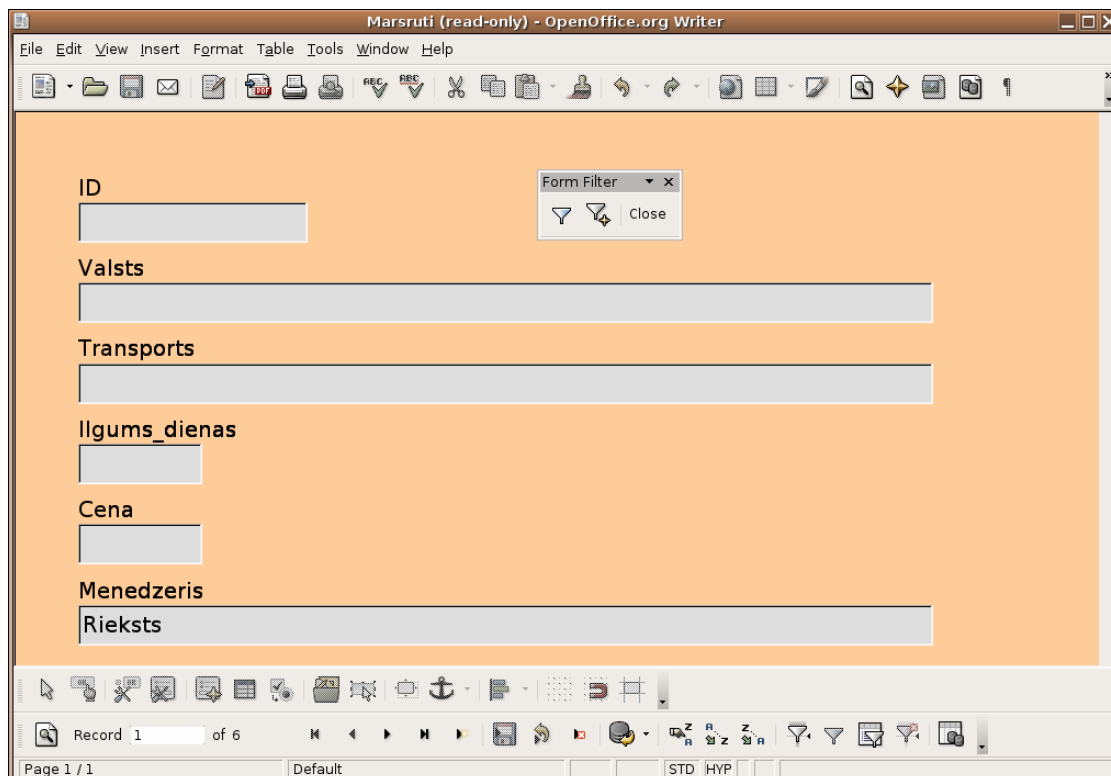 Marsruti (read-only) - OpenOffice.org Writer
File Edit View Insert Format Table Tools Window Help
ID
Form Filter
Close
Valsts
Transports
Ilgums_dienas
Cena
Menedzeris
Rieksts
Record 1 of 6
Page 1 / 1 Default STD HYP